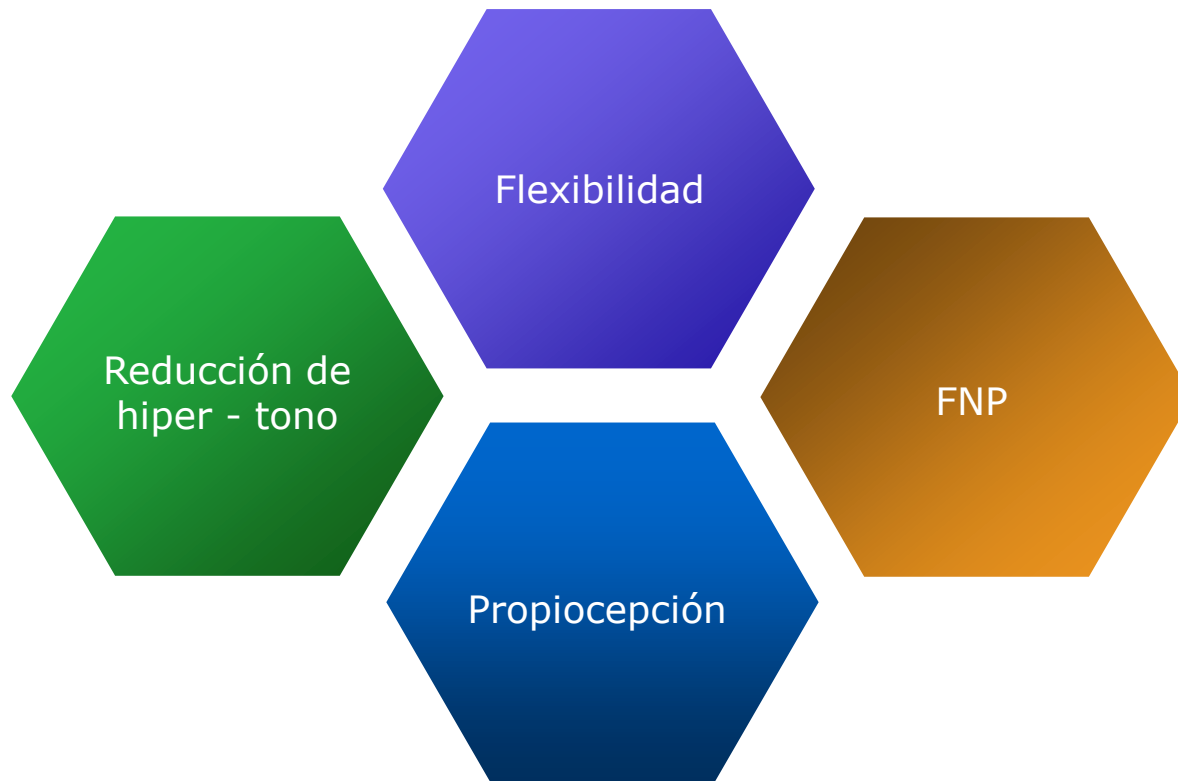 Flexibilidad
Reducción de
hiper - tono
FNP
Propiocepción